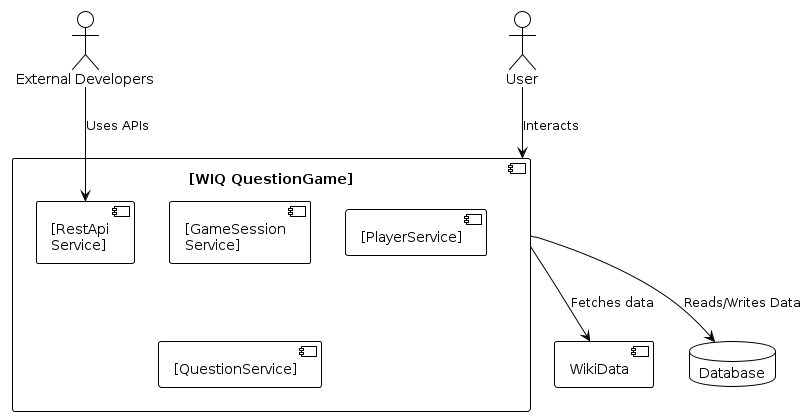 External Developers
User
Uses APIs
Interacts
[WIQ QuestionGame]
[RestApi
Service]
[GameSession
Service]
[PlayerService]
Fetches data
Reads/Writes Data
[QuestionService]
WikiData
Database